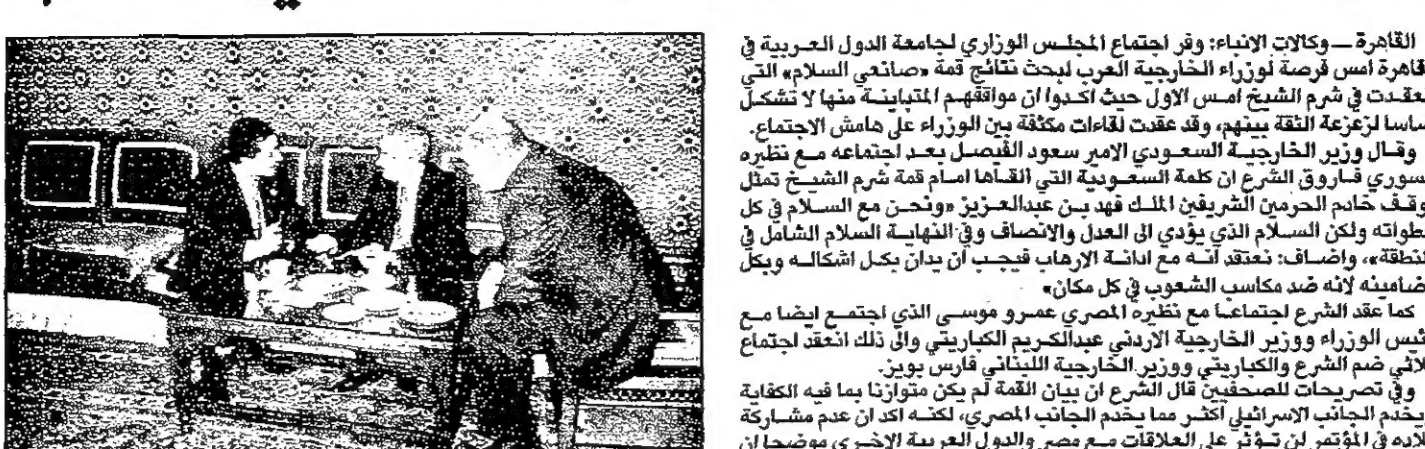 القاهرة ــ وكالات الانباء: وفر اجتماع المجلس الوزاري لجامعة الدول العربية في
قاهرة امس فرصة لوزراء الخارجية العرب لبحث نتائج قمة «صانعي السلام» التي
عقدت في شرم الشيخ امس الاول حيث اكدوا ان مواقفهم المتباينة منها لا تشكل
ساسا لزعزعة الثقة بينهم، وقد عقدت لقاءات مكثفة بين الوزراء على هامش الاجتماع.
وقال وزير الخارجية السعودي الامير سعود الفيصل بعد اجتماعه مع نظيره
سوري فاروق الشرع ان كلمة السعودية التي القاها امام قمة شرم الشيخ تمثل
وقف خادم الحرمين الشريفين الملك فهد بن عبدالعزيز «ونحن مع السلام في كل
طواته ولكن السلام الذي يؤدي الى العدل والانصاف وفي النهاية السلام الشامل في
نطقة»، واضاف: نعتقد انه مع ادانة الارهاب فيجب ان يدان بكل اشكاله وبكل
ضامينه لانه ضد مكاسب الشعوب في كل مكان»
كما عقد الشرع اجتماعا مع نظيره المصري عمرو موسى الذي اجتمع ايضا مع
ئيس الوزراء ووزير الخارجية الاردني عبدالكريم الكباريتي والى ذلك انعقد اجتماع
لاثي ضم الشرع والكباريتي ووزير الخارجية اللبناني فارس بويز.
وفي تصريحات للصحفيين قال الشرع ان بيان القمة لم يكن متوازنا بما فيه الكفاية
يخدم الجانب الاسرائيلي اكثر مما يخدم الجانب المصري، لكنه اكد ان عدم مشاركة
لاده في المؤتمر لن تؤثر على العلاقات مع مصر والدول العربية الاخرى موضحا ان